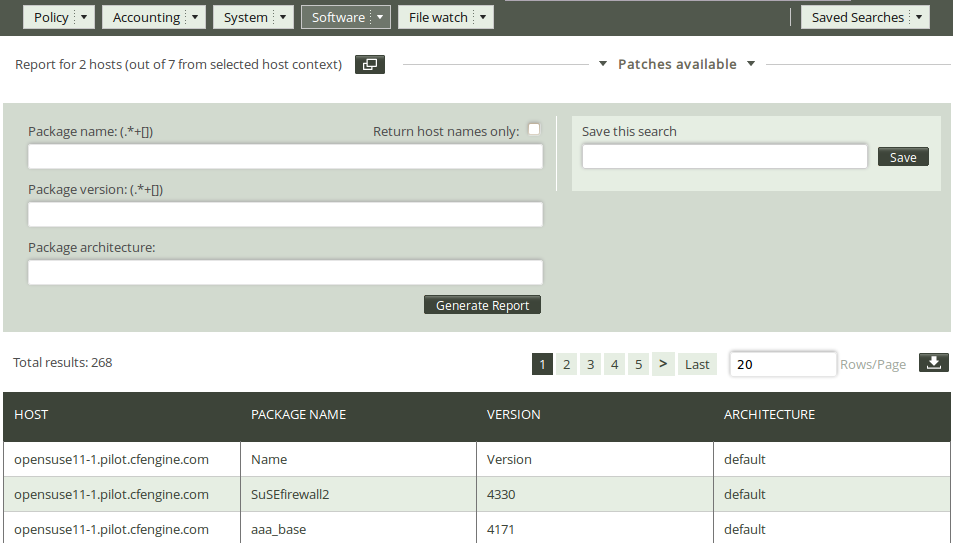 Policy Accounting System Software File watch Saved Searches
Report for 2 hosts (out of 7 from selected host context) Patches available
Package name: (.*+[]) Return host names only: Save this search
Save
Package version: (.*+[])
Package architecture:
Generate Report
Total results: 268 1 2 3 4 5 > Last 20 Rows/Page
HOST PACKAGE NAME VERSION ARCHITECTURE
opensuse11-1.pilot.cfengine.com Name Version default
opensuse11-1.pilot.cfengine.com SuSEfirewall2 4330 default
opensuse11-1.pilot.cfengine.com aaa_base 4171 default